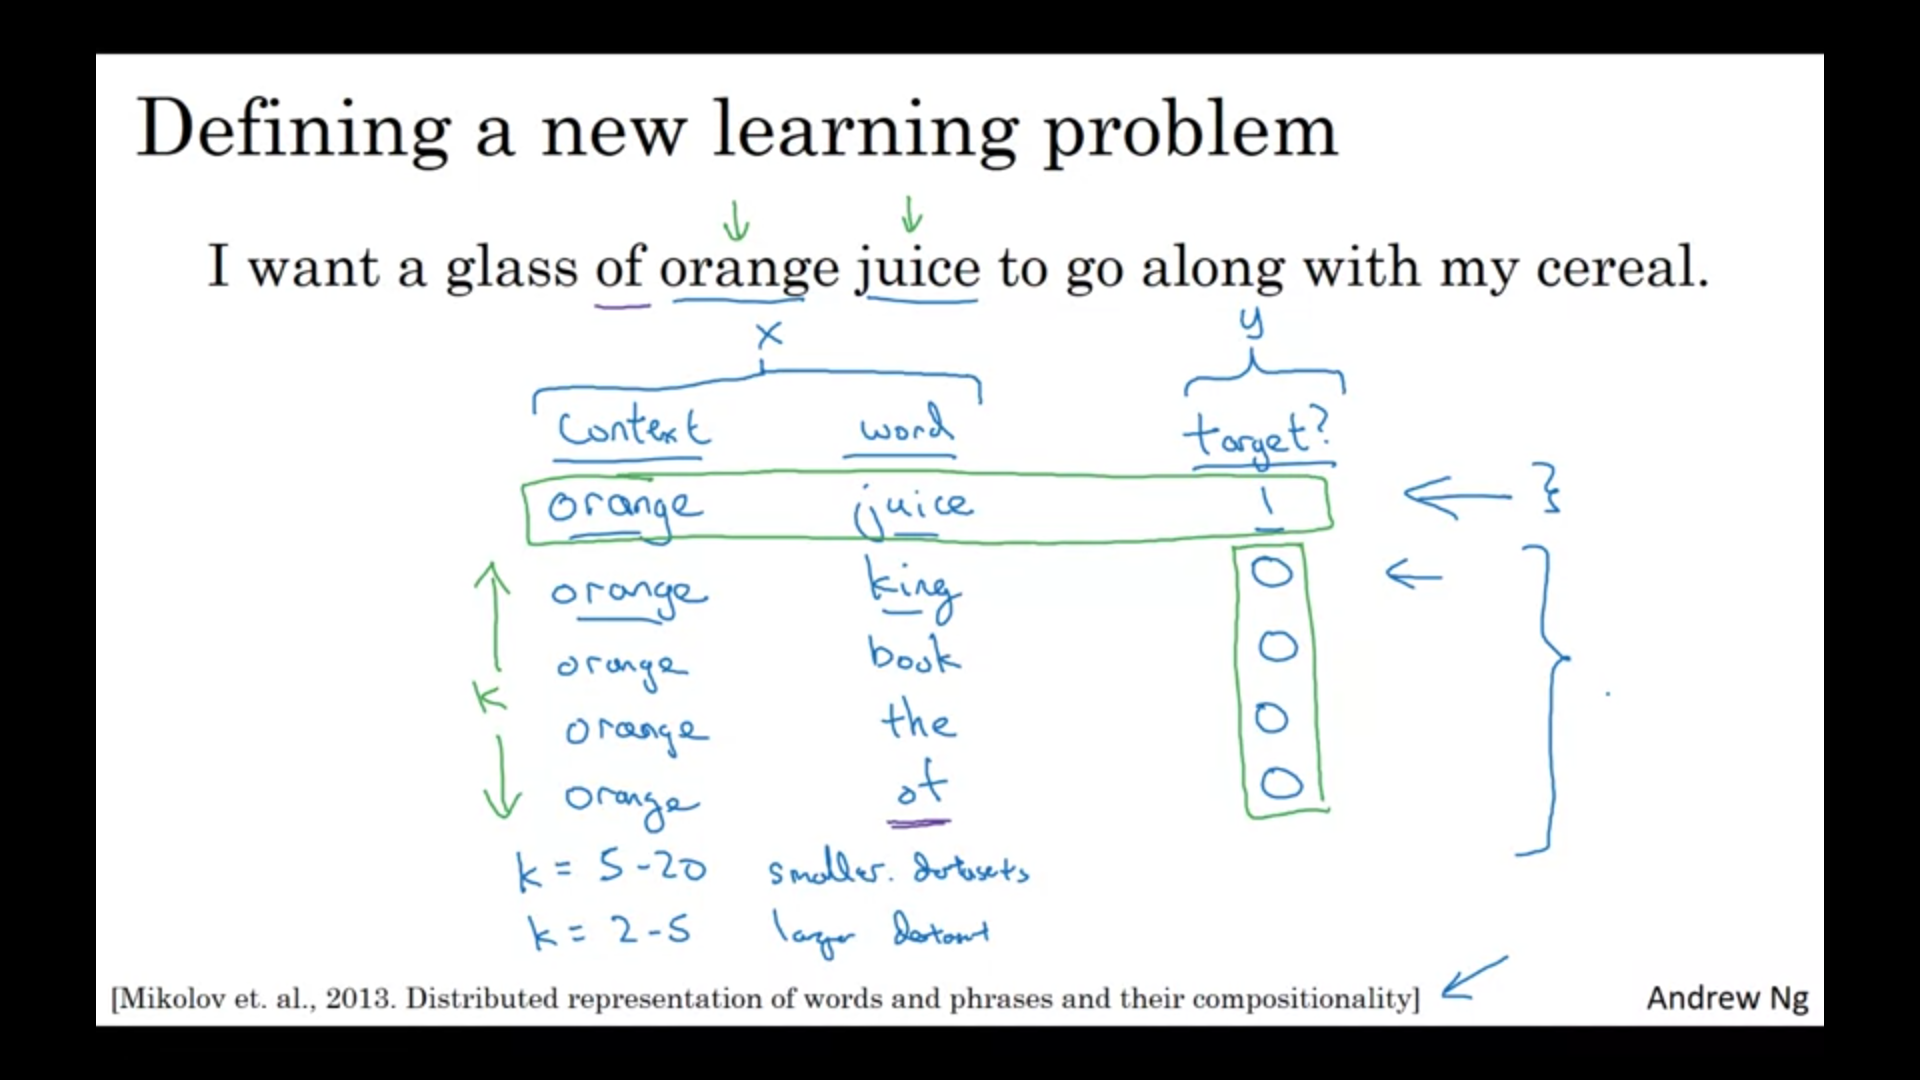 Defining a new learning problem
I want a glass of orange juice to go along with my cereal.
x y
Context word target?
orange juice 1
orange king 0
orange book 0
k
orange the 0
orange of 0
k = 5-20 smaller. datasets
k = 2-5 larger dataset
[Mikolov et. al., 2013. Distributed representation of words and phrases and their compositionality]
Andrew Ng